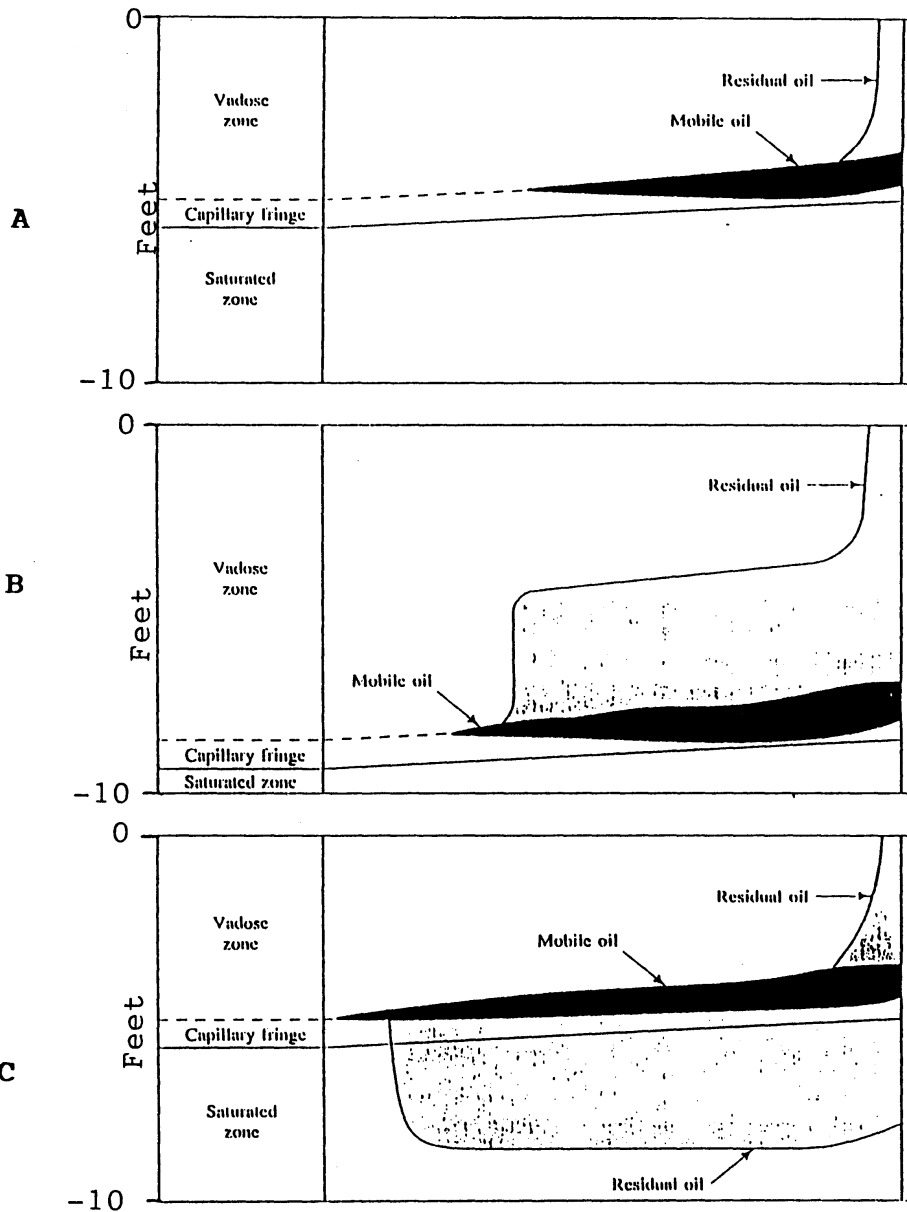 0
Vadose
zone
Residual oil
Mobile oil
A
Feet
Capillary fringe
Saturated
zone
-10
0
Residual oil
B
Vadose
zone
Feet
Mobile oil
Capillary fringe
Saturated zone
-10
0
Residual oil
Vadose
zone
Mobile oil
Feet
Capillary fringe
C
Saturated
zone
Residual oil
-10